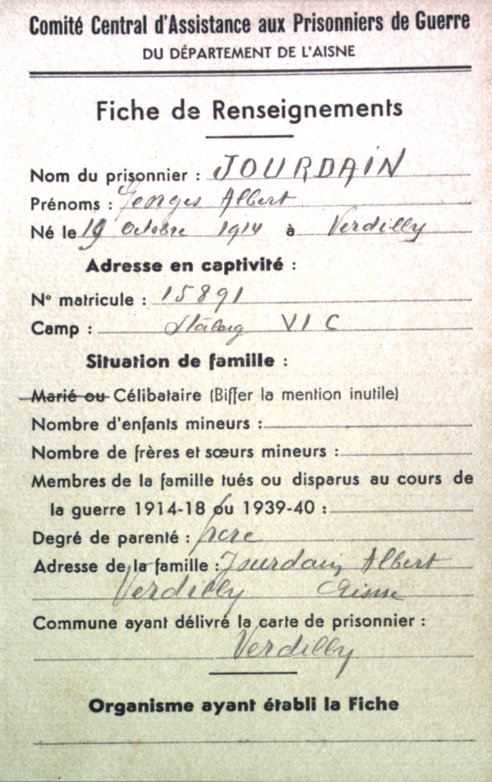 Comité Central d'Assistance aux Prisonniers de Guerre
DU DÉPARTEMENT DE L'AISNE
Fiche de Renseignements
Nom du prisonnier : JOURDAIN
Prénoms : Georges Albert
Né le 19 Octobre 1914 à Verdilly
Adresse en captivité :
N° matricule : 15891
Camp : Stalag VI C
Situation de famille :
Marié ou Célibataire (Biffer la mention inutile)
Nombre d'enfants mineurs :
Nombre de frères et sœurs mineurs :
Membres de la famille tués ou disparus au cours de
la guerre 1914-18 ou 1939-40 :
Degré de parenté : père
Adresse de la famille : Jourdain Albert
Verdilly Aisne
Commune ayant délivré la carte de prisonnier :
Verdilly
Organisme ayant établi la Fiche